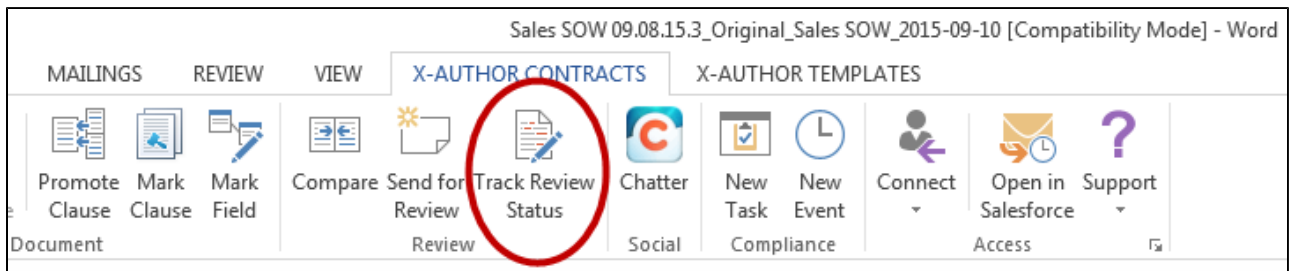 Sales SOW 09.08.15.3_Original_Sales SOW_2015-09-10 [Compatibility Mode] - Word
MAILINGS REVIEW VIEW X-AUTHOR CONTRACTS X-AUTHOR TEMPLATES
Promote Mark Mark Compare Send for Track Review Chatter New New Connect Open in Support
Clause Clause Field Review Status Task Event Salesforce
Document Review Social Compliance Access